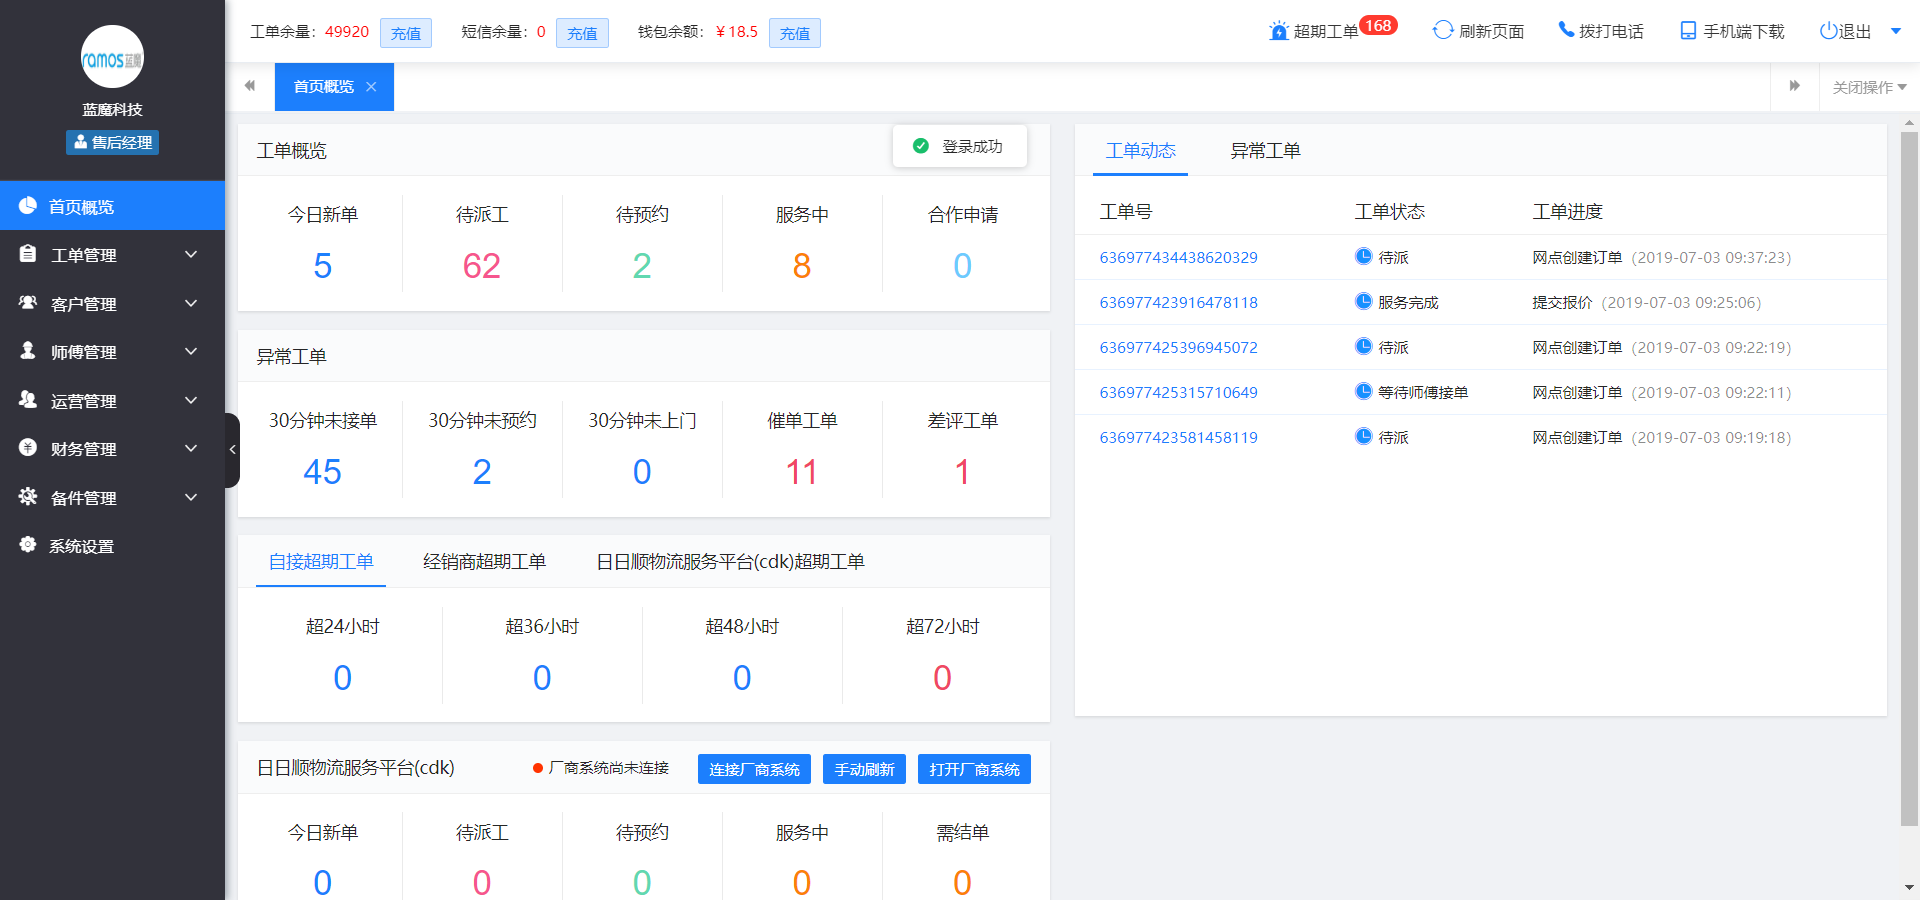 工单余量：49920 充值 短信余量：0 充值 钱包余额：￥18.5 充值 超期工单 168 刷新页面 拨打电话 手机端下载 退出
ramos蓝魔
蓝魔科技
售后经理
首页概览
工单管理
客户管理
师傅管理
运营管理
财务管理
备件管理
系统设置
首页概览 关闭操作
工单概览
登录成功
今日新单 待派工 待预约 服务中 合作申请
5 62 2 8 0
异常工单
30分钟未接单 30分钟未预约 30分钟未上门 催单工单 差评工单
45 2 0 11 1
自接超期工单 经销商超期工单 日日顺物流服务平台(cdk)超期工单
超24小时 超36小时 超48小时 超72小时
0 0 0 0
日日顺物流服务平台(cdk) 厂商系统尚未连接 连接厂商系统 手动刷新 打开厂商系统
今日新单 待派工 待预约 服务中 需结单
0 0 0 0 0
工单动态 异常工单
工单号 工单状态 工单进度
636977434438620329 待派 网点创建订单 (2019-07-03 09:37:23)
636977423916478118 服务完成 提交报价 (2019-07-03 09:25:06)
636977425396945072 待派 网点创建订单 (2019-07-03 09:22:19)
636977425315710649 等待师傅接单 网点创建订单 (2019-07-03 09:22:11)
636977423581458119 待派 网点创建订单 (2019-07-03 09:19:18)